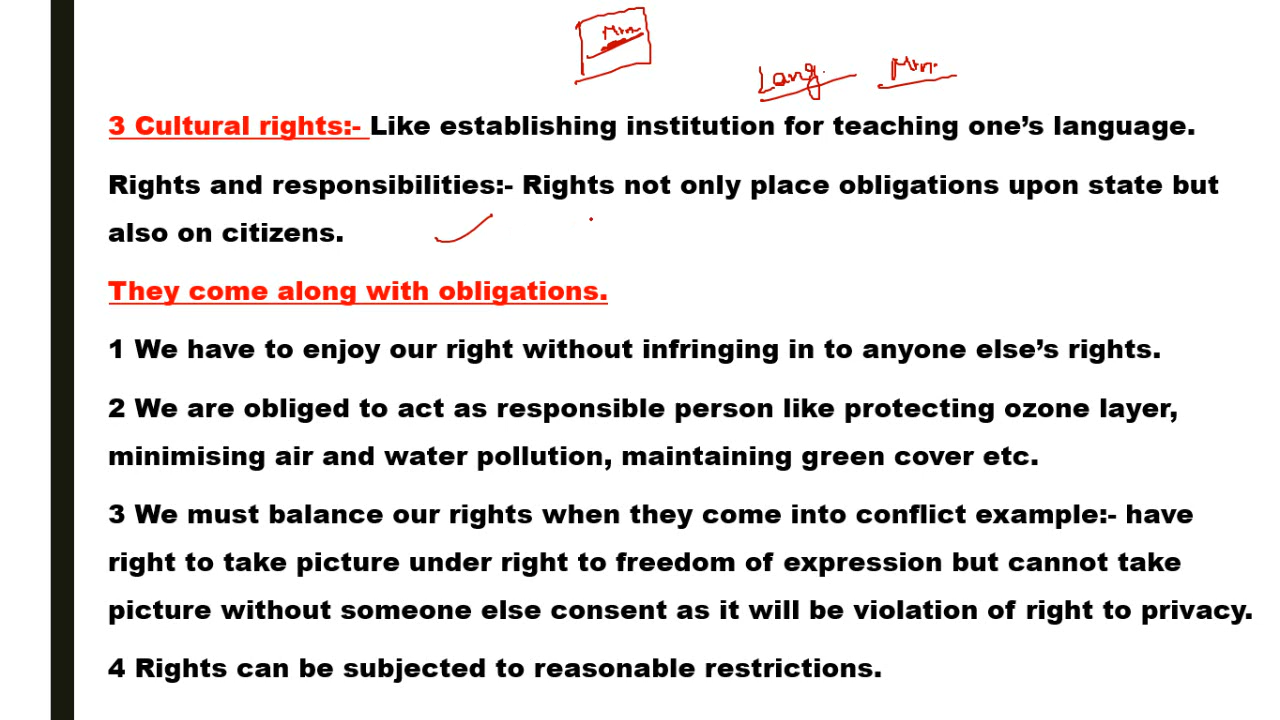 Min
Lang. Min.
3 Cultural rights:- Like establishing institution for teaching one’s language.
Rights and responsibilities:- Rights not only place obligations upon state but
also on citizens.
They come along with obligations.
1 We have to enjoy our right without infringing in to anyone else’s rights.
2 We are obliged to act as responsible person like protecting ozone layer,
minimising air and water pollution, maintaining green cover etc.
3 We must balance our rights when they come into conflict example:- have
right to take picture under right to freedom of expression but cannot take
picture without someone else consent as it will be violation of right to privacy.
4 Rights can be subjected to reasonable restrictions.